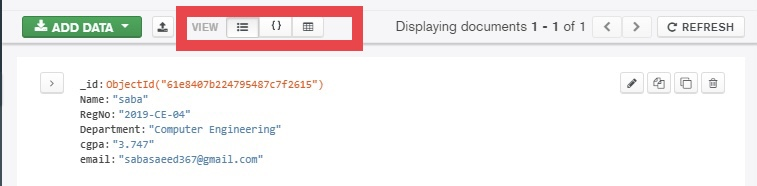 ADD DATA VIEW {} Displaying documents 1 - 1 of 1 < > REFRESH
> _id: ObjectId("61e8407b224795487c7f2615")
Name: "saba"
RegNo: "2019-CE-04"
Department: "Computer Engineering"
cgpa: "3.747"
email: "sabasaeed367@gmail.com"